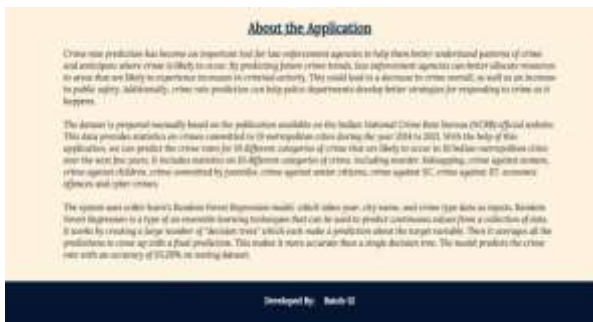 About the Application
Crime rate prediction has become an important tool for law enforcement agencies to help them better understand patterns of crime
and anticipate where crime is likely to occur. By predicting future crime trends, law enforcement agencies can better allocate resources
to areas that are likely to experience increases in criminal activity. This could lead to a decrease in crime overall, as well as an increase
in public safety. Additionally, crime rate prediction can help police departments develop better strategies for responding to crime as it
happens.
The dataset is prepared manually based on the publication available on the Indian National Crime Rate Bureau (NCRB) official website.
This data provides statistics on crimes committed in 19 metropolitan cities during the year 2014 to 2021. With the help of this
application, we can predict the crime rates for 10 different categories of crime that are likely to occur in 19 Indian metropolitan cities
over the next few years. It includes statistics on 10 different categories of crime, including murder, kidnapping, crime against women,
crime against children, crime committed by juveniles, crime against senior citizens, crime against SC, crime against ST, economic
offences and cyber crimes.
The system uses scikit-learn's Random Forest Regression model, which takes year, city name, and crime type data as inputs. Random
Forest Regression is a type of an ensemble learning techniques that can be used to predict continuous values from a collection of data.
It works by creating a large number of "decision trees" which each make a prediction about the target variable. Then it averages all the
predictions to come up with a final prediction. This makes it more accurate than a single decision tree. The model predicts the crime
rate with an accuracy of on testing dataset.
Developed By: Batch-12